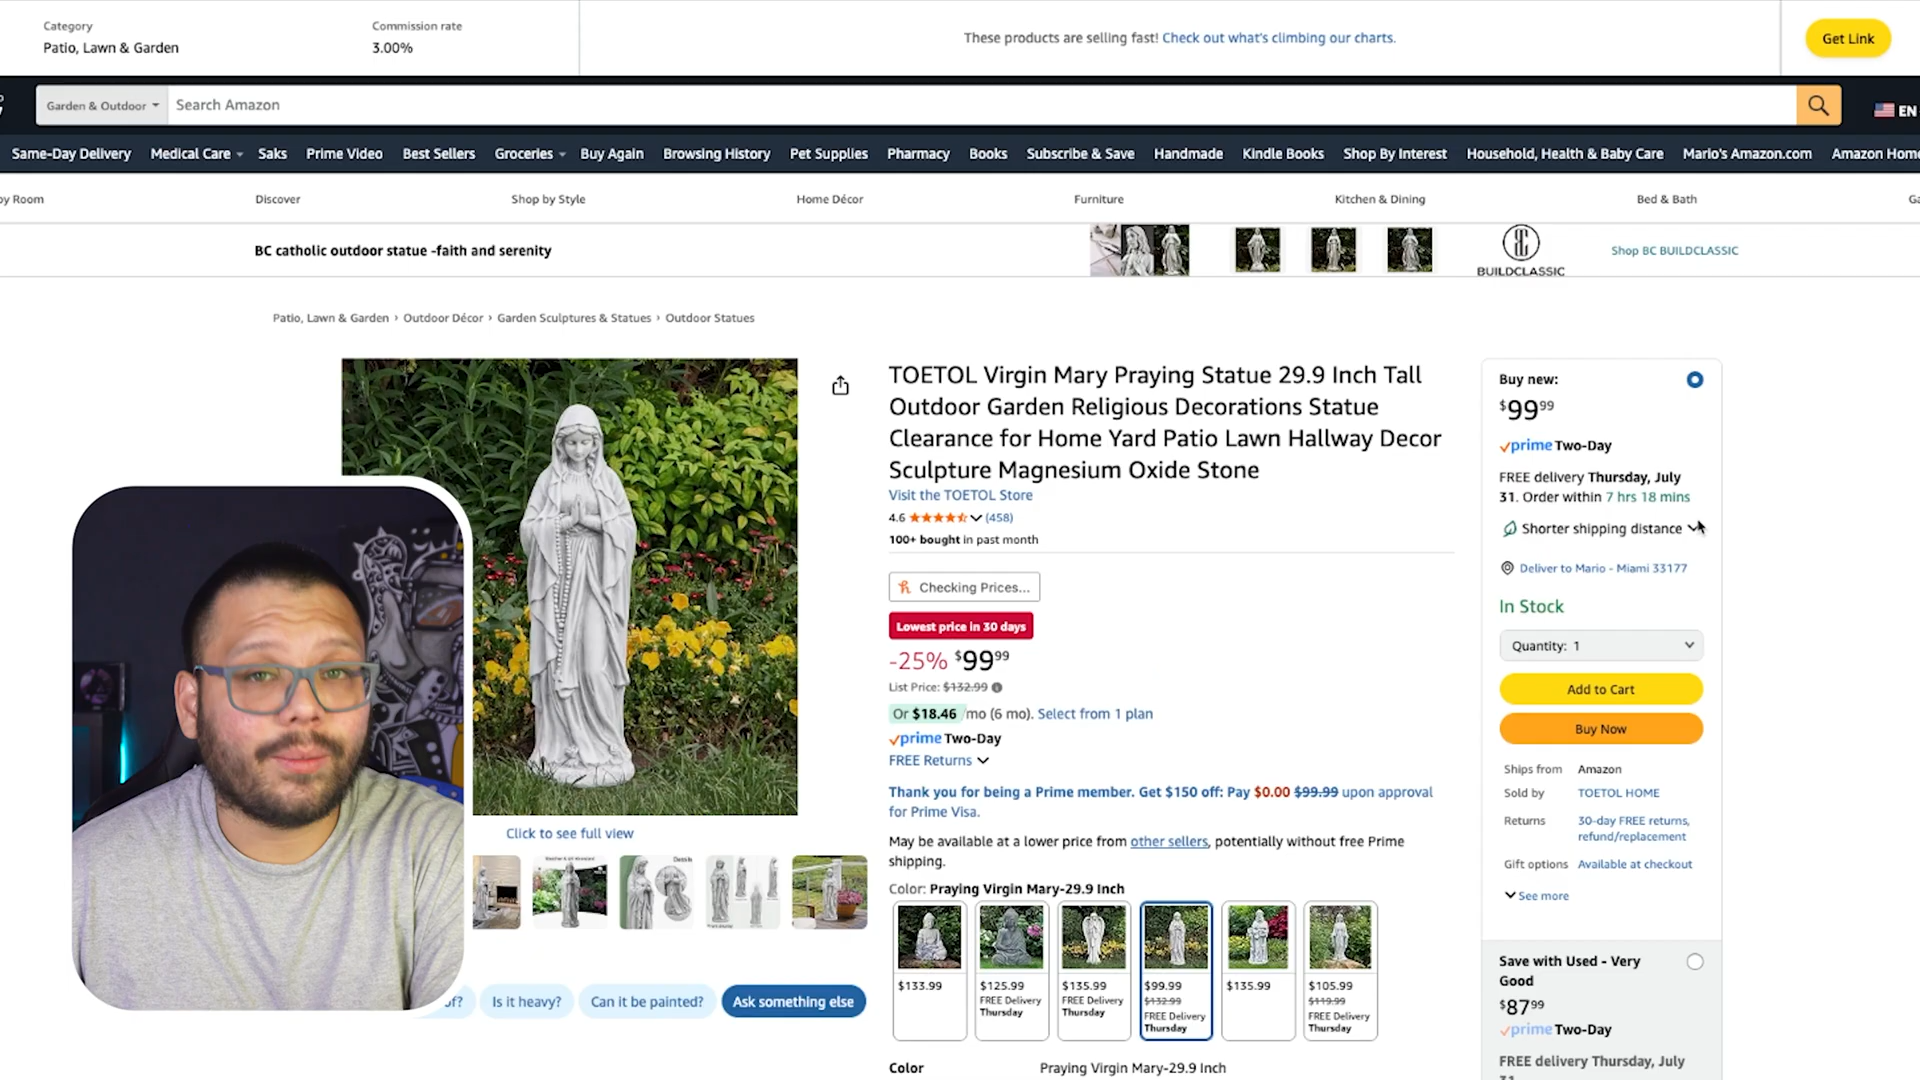 Category
Patio, Lawn & Garden
Commission rate
3.00%
These products are selling fast! Check out what's climbing our charts.
Get Link
Garden & Outdoor
Search Amazon
EN
Same-Day Delivery Medical Care Saks Prime Video Best Sellers Groceries Buy Again Browsing History Pet Supplies Pharmacy Books Subscribe & Save Handmade Kindle Books Shop By Interest Household, Health & Baby Care Mario's Amazon.com Amazon Home
by Room Discover Shop by Style Home Décor Furniture Kitchen & Dining Bed & Bath
BC catholic outdoor statue -faith and serenity
BUILDCLASSIC
Shop BC BUILDCLASSIC
Patio, Lawn & Garden › Outdoor Décor › Garden Sculptures & Statues › Outdoor Statues
Click to see full view
of?
Is it heavy?
Can it be painted?
Ask something else
TOETOL Virgin Mary Praying Statue 29.9 Inch Tall
Outdoor Garden Religious Decorations Statue
Clearance for Home Yard Patio Lawn Hallway Decor
Sculpture Magnesium Oxide Stone
Visit the TOETOL Store
4.6 (458)
100+ bought in past month
Checking Prices...
Lowest price in 30 days
-25% $99 99
List Price: $132.99
Or $18.46 /mo (6 mo). Select from 1 plan
prime Two-Day
FREE Returns
Thank you for being a Prime member. Get $150 off: Pay $0.00 $99.99 upon approval
for Prime Visa.
May be available at a lower price from other sellers, potentially without free Prime
shipping.
Color: Praying Virgin Mary-29.9 Inch
$133.99
$125.99
FREE Delivery
Thursday
$135.99
FREE Delivery
Thursday
$99.99
$132.99
FREE Delivery
Thursday
$135.99
$105.99
$119.99
FREE Delivery
Thursday
Color Praying Virgin Mary-29.9 Inch
Buy new:
$99 99
prime Two-Day
FREE delivery Thursday, July
31. Order within 7 hrs 18 mins
Shorter shipping distance
Deliver to Mario - Miami 33177
In Stock
Quantity: 1
Add to Cart
Buy Now
Ships from Amazon
Sold by TOETOL HOME
Returns 30-day FREE returns,
refund/replacement
Gift options Available at checkout
See more
Save with Used - Very
Good
$87 99
prime Two-Day
FREE delivery Thursday, July